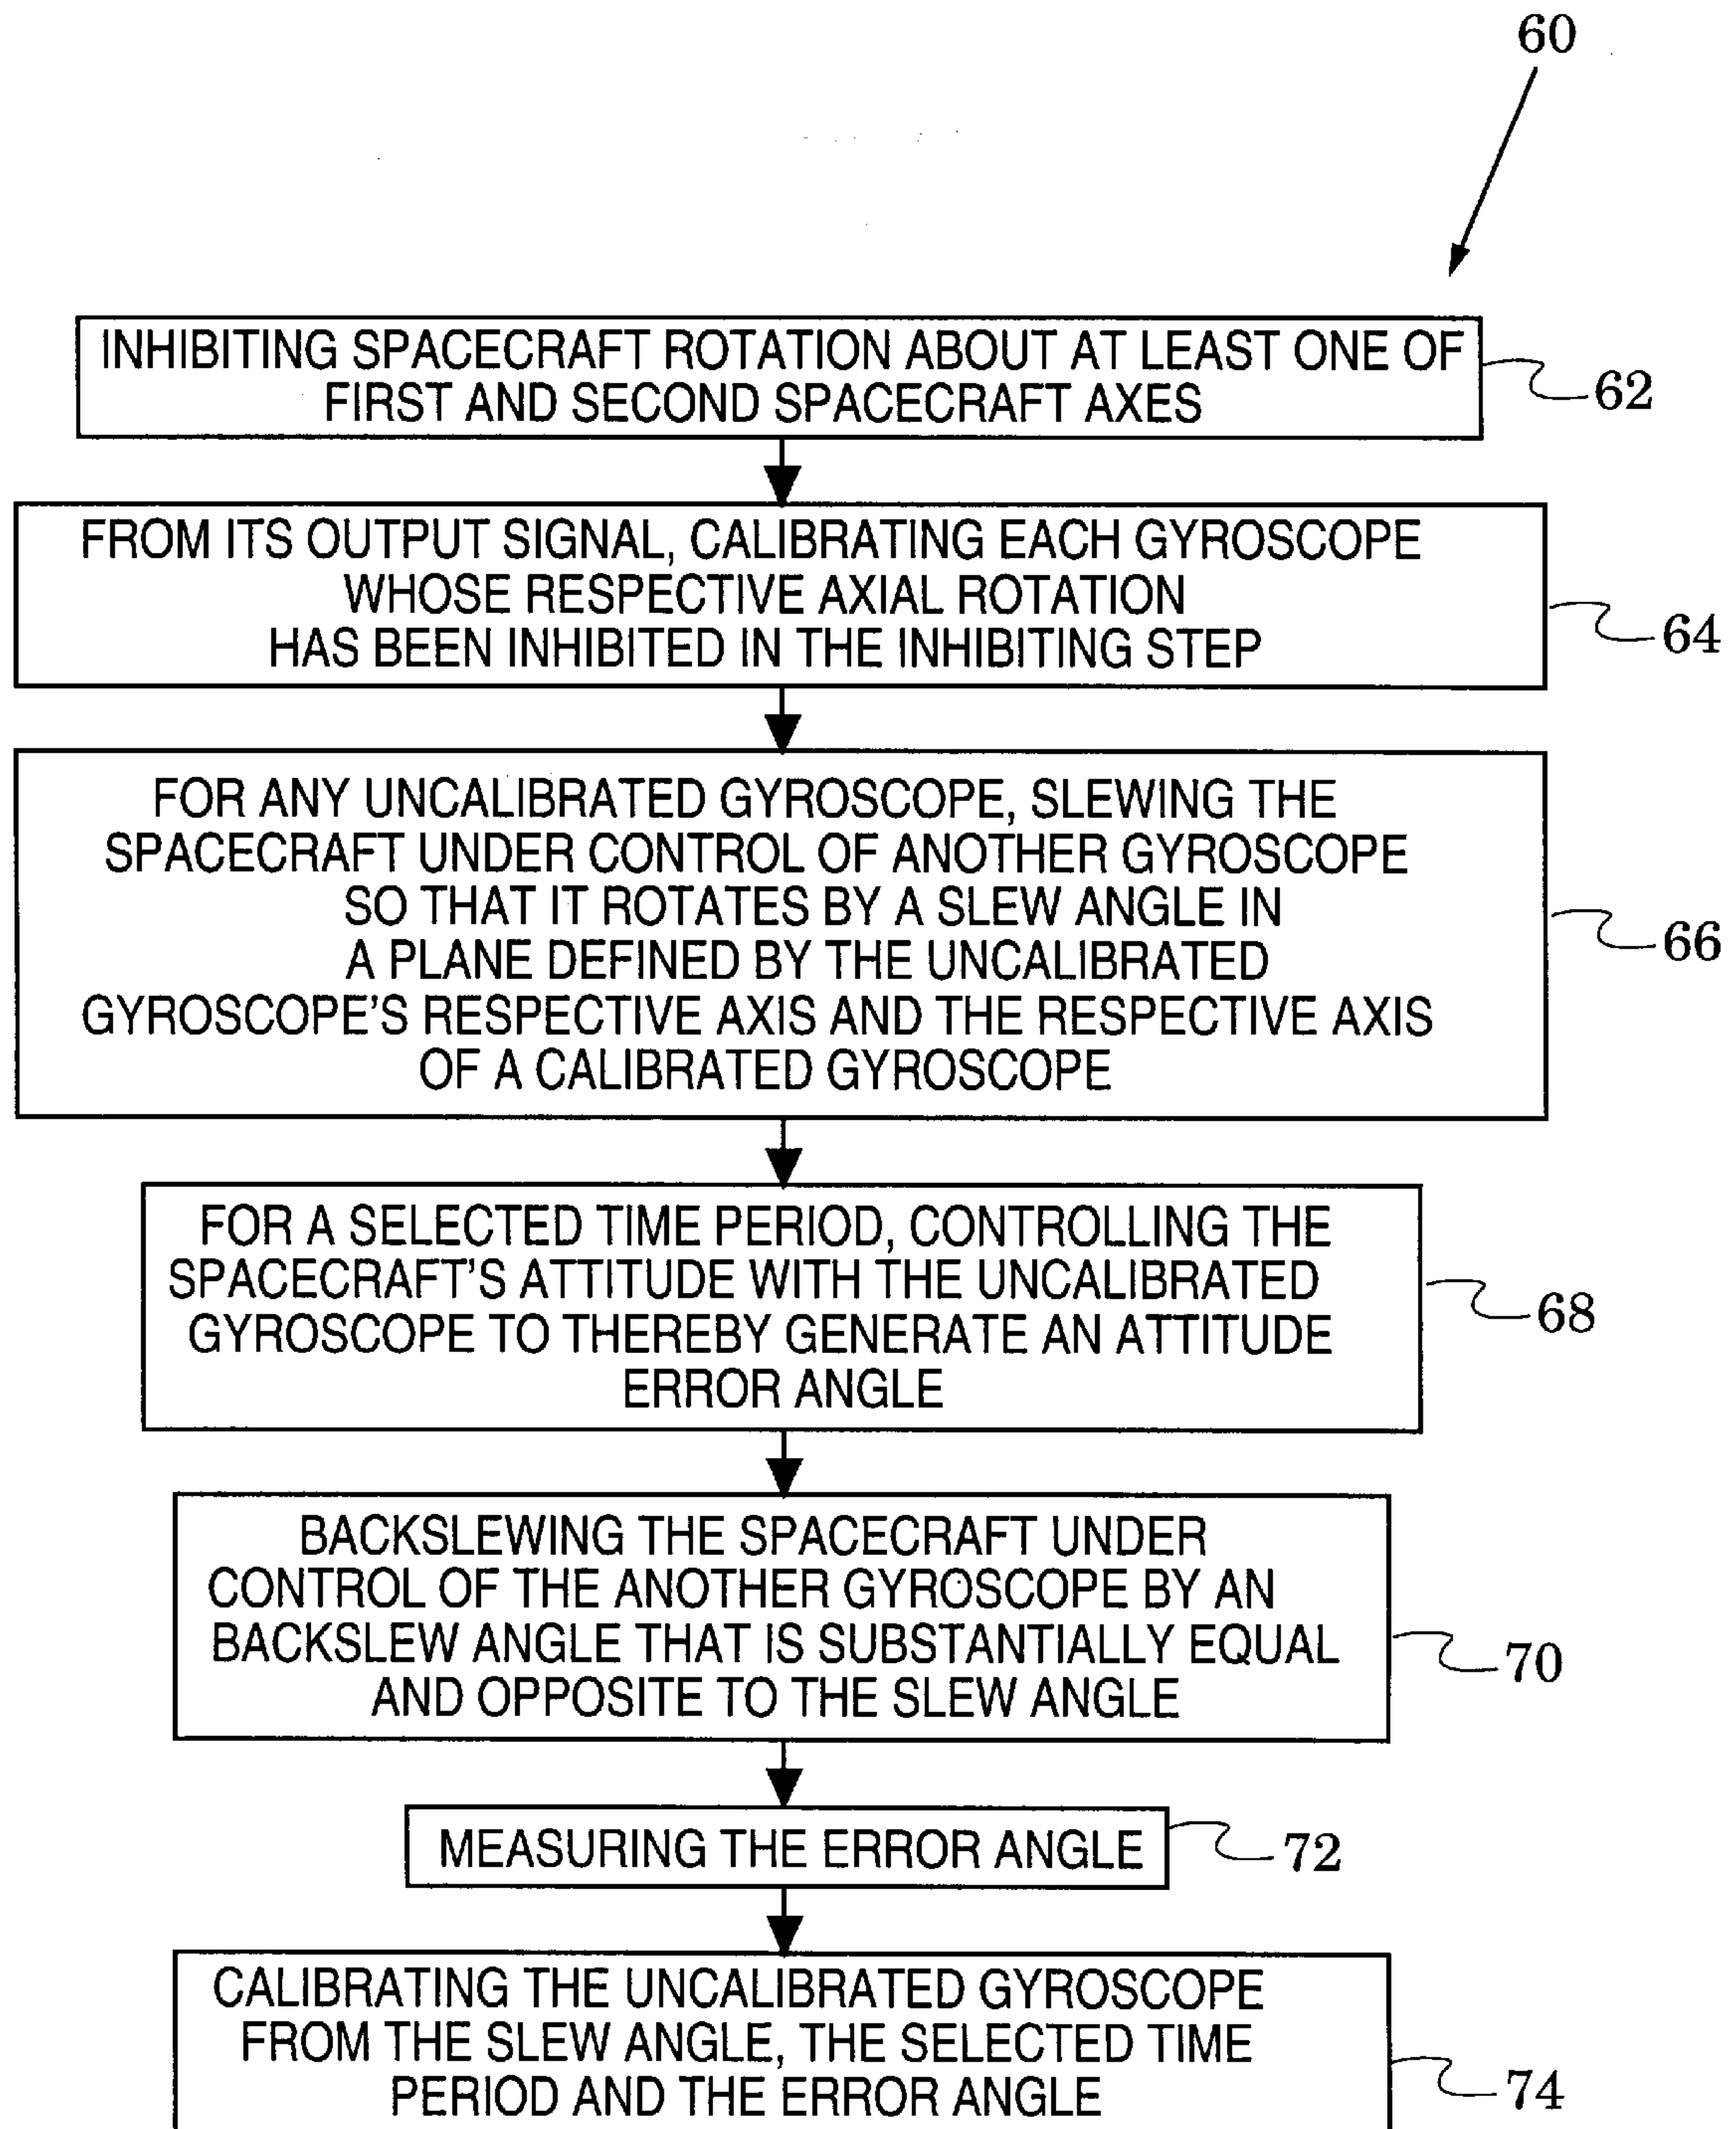 60
INHIBITING SPACECRAFT ROTATION ABOUT AT LEAST ONE OF
FIRST AND SECOND SPACECRAFT AXES
62
FROM ITS OUTPUT SIGNAL, CALIBRATING EACH GYROSCOPE
WHOSE RESPECTIVE AXIAL ROTATION
HAS BEEN INHIBITED IN THE INHIBITING STEP
64
FOR ANY UNCALIBRATED GYROSCOPE, SLEWING THE
SPACECRAFT UNDER CONTROL OF ANOTHER GYROSCOPE
SO THAT IT ROTATES BY A SLEW ANGLE IN
A PLANE DEFINED BY THE UNCALIBRATED
GYROSCOPE'S RESPECTIVE AXIS AND THE RESPECTIVE AXIS
OF A CALIBRATED GYROSCOPE
66
FOR A SELECTED TIME PERIOD, CONTROLLING THE
SPACECRAFT'S ATTITUDE WITH THE UNCALIBRATED
GYROSCOPE TO THEREBY GENERATE AN ATTITUDE
ERROR ANGLE
68
BACKSLEWING THE SPACECRAFT UNDER
CONTROL OF THE ANOTHER GYROSCOPE BY AN
BACKSLEW ANGLE THAT IS SUBSTANTIALLY EQUAL
AND OPPOSITE TO THE SLEW ANGLE
70
MEASURING THE ERROR ANGLE
72
CALIBRATING THE UNCALIBRATED GYROSCOPE
FROM THE SLEW ANGLE, THE SELECTED TIME
PERIOD AND THE ERROR ANGLE
74